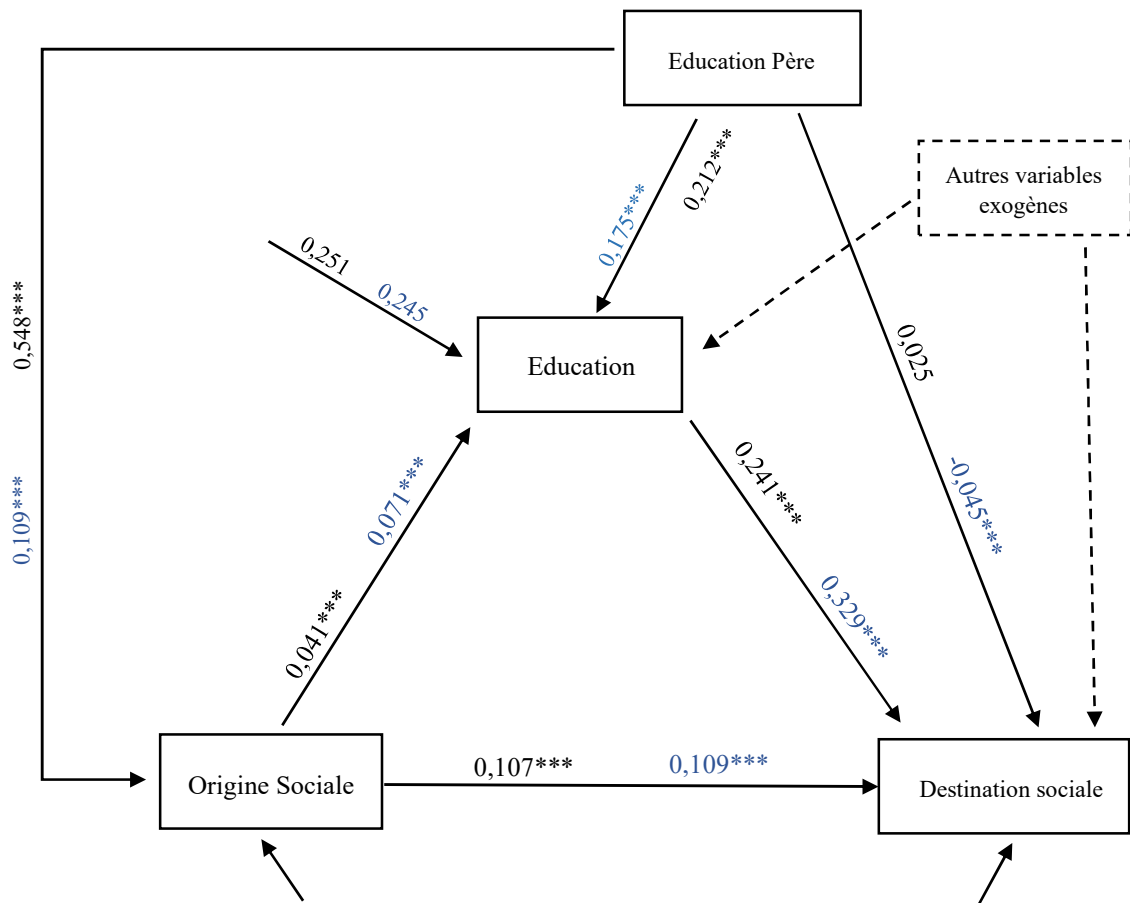 Education Père
Autres variables
exogènes
0,212***
0,175***
0,251
0,245
0,548***
0,025
Education
0,241***
-0,045***
0,071***
0,109***
0,329***
0,041***
0,107***
0,109***
Origine Sociale
Destination sociale